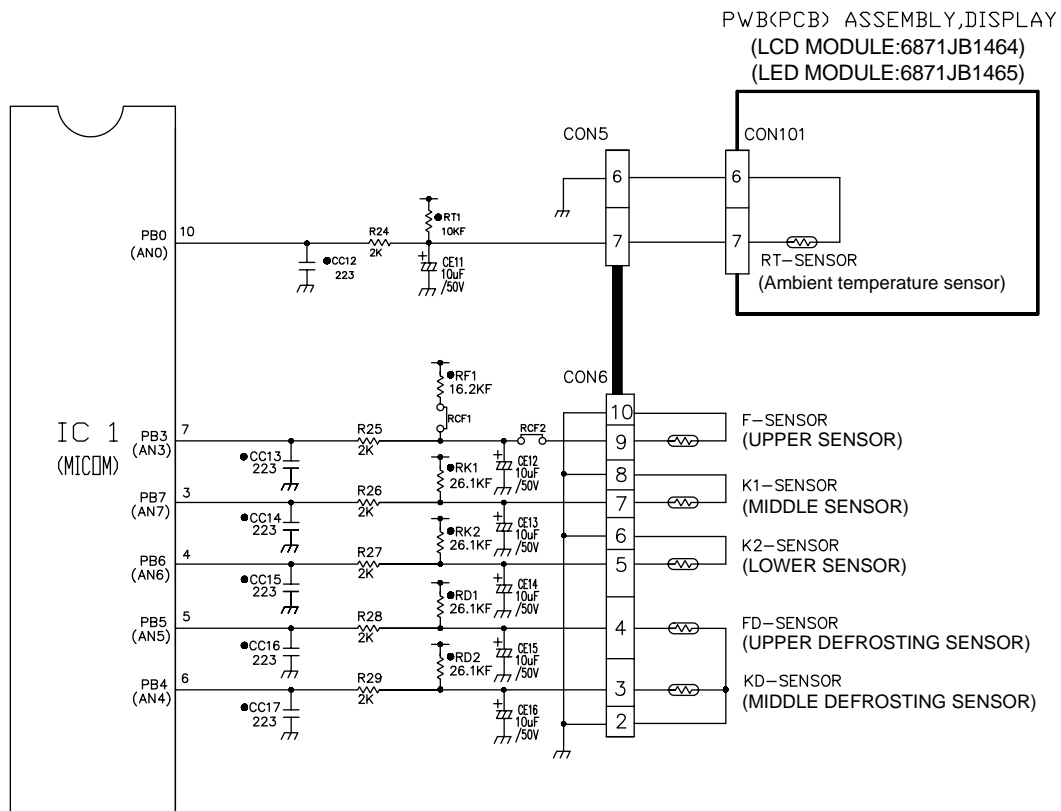 PWB(PCB) ASSEMBLY,DISPLAY
(LCD MODULE:6871JB1464)
(LED MODULE:6871JB1465)
CON5
CON101
6
6
7
7
RT-SENSOR
(Ambient temperature sensor)
PB0
(AN0)
10
●CC12
223
R24
2K
●RT1
10KF
+
CE11
10uF
/50V
IC 1
(MICOM)
CON6
●RF1
16.2KF
RCF1
PB3
(AN3)
7
●CC13
223
R25
2K
RCF2
+
CE12
10uF
/50V
10
9
F-SENSOR
(UPPER SENSOR)
●RK1
26.1KF
PB7
(AN7)
3
●CC14
223
R26
2K
+
CE13
10uF
/50V
8
7
K1-SENSOR
(MIDDLE SENSOR)
●RK2
26.1KF
PB6
(AN6)
4
●CC15
223
R27
2K
+
CE14
10uF
/50V
6
5
K2-SENSOR
(LOWER SENSOR)
●RD1
26.1KF
PB5
(AN5)
5
●CC16
223
R28
2K
+
CE15
10uF
/50V
4
FD-SENSOR
(UPPER DEFROSTING SENSOR)
●RD2
26.1KF
PB4
(AN4)
6
●CC17
223
R29
2K
+
CE16
10uF
/50V
3
2
KD-SENSOR
(MIDDLE DEFROSTING SENSOR)